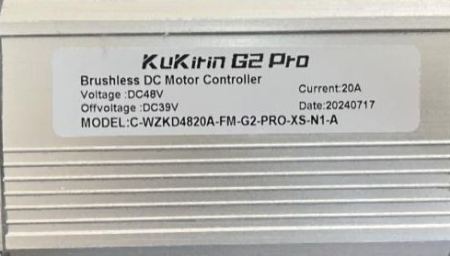 KuKirin G2 Pro
Brushless DC Motor Controller
Voltage :DC48V Current:20A
Offvoltage :DC39V Date:20240717
MODEL:C-WZKD4820A-FM-G2-PRO-XS-N1-A